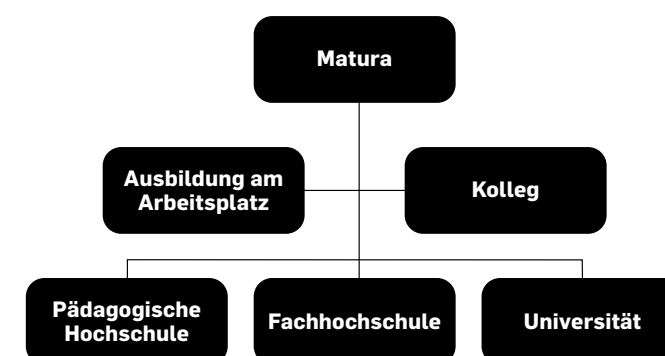 Matura
Ausbildung am
Arbeitsplatz
Kolleg
Pädagogische
Hochschule
Fachhochschule
Universität